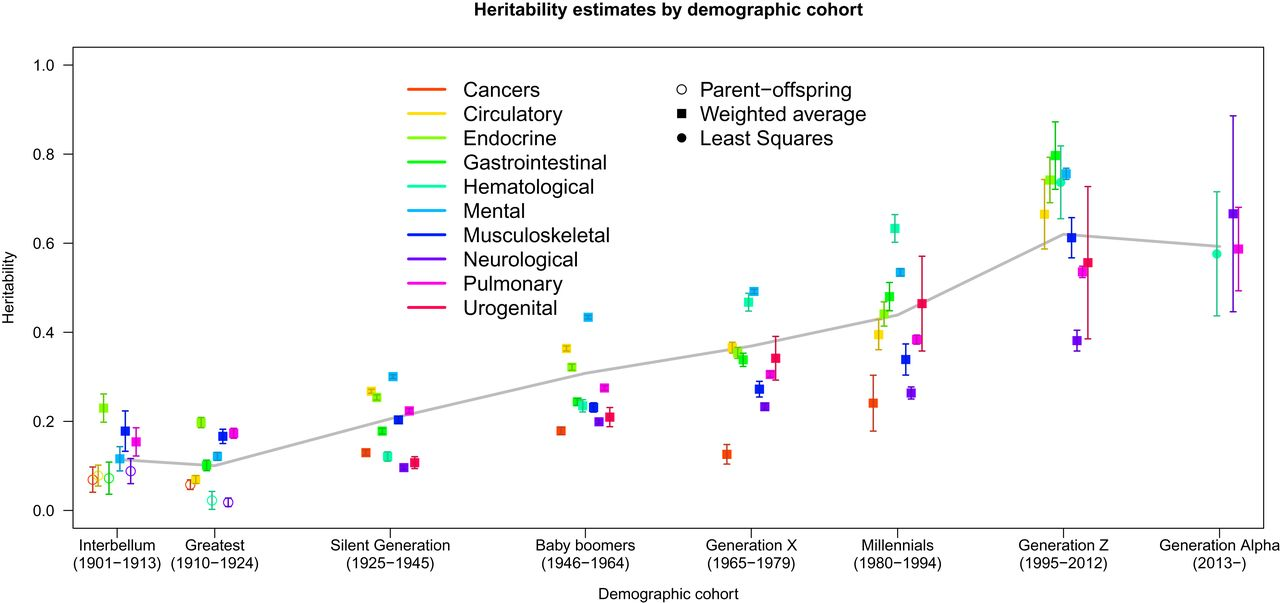 Heritability estimates by demographic cohort
Heritability
1.0
0.8
0.6
0.4
0.2
0.0
Cancers
Circulatory
Endocrine
Gastrointestinal
Hematological
Mental
Musculoskeletal
Neurological
Pulmonary
Urogenital
Parent−offspring
Weighted average
Least Squares
Interbellum
(1901−1913)
Greatest
(1910−1924)
Silent Generation
(1925−1945)
Baby boomers
(1946−1964)
Generation X
(1965−1979)
Millennials
(1980−1994)
Generation Z
(1995−2012)
Generation Alpha
(2013−)
Demographic cohort